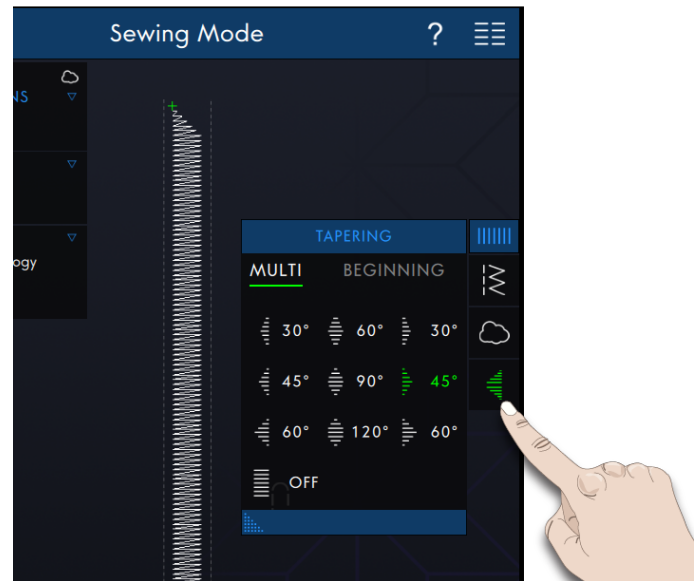 Sewing Mode ?
NS
ogy
TAPERING
MULTI BEGINNING
30° 60° 30°
45° 90° 45°
60° 120° 60°
OFF